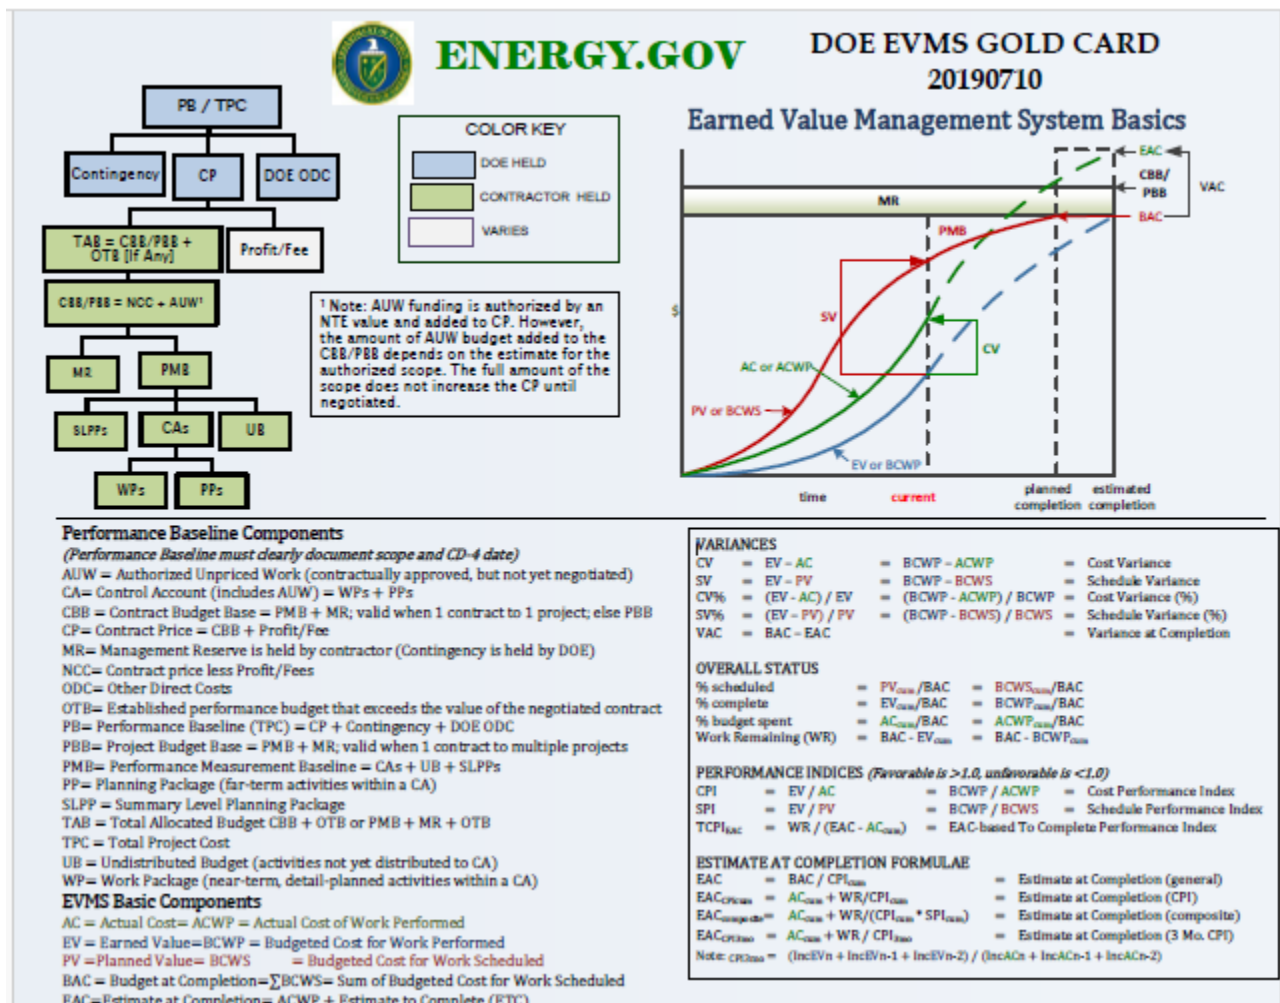 ENERGY.GOV
DOE EVMS GOLD CARD
20190710
Earned Value Management System Basics
PB / TPC
Contingency
CP
DOE ODC
TAB = CBB/PBB +
OTB [If Any]
Profit/Fee
CBB/PBB = NCC + AUW¹
MR
PMB
SLPPs
CAs
UB
WPs
PPs
COLOR KEY
DOE HELD
CONTRACTOR HELD
VARIES
¹ Note: AUW funding is authorized by an
NTE value and added to CP. However,
the amount of AUW budget added to the
CBB/PBB depends on the estimate for the
authorized scope. The full amount of the
scope does not increase the CP until
negotiated.
EAC
CBB/
PBB
VAC
MR
BAC
PMB
$
SV
CV
AC or ACWP
PV or BCWS
EV or BCWP
time
current
planned
completion
estimated
completion
Performance Baseline Components
(Performance Baseline must clearly document scope and CD-4 date)
AUW = Authorized Unpriced Work (contractually approved, but not yet negotiated)
CA= Control Account (includes AUW) = WPs + PPs
CBB = Contract Budget Base = PMB + MR; valid when 1 contract to 1 project; else PBB
CP= Contract Price = CBB + Profit/Fee
MR= Management Reserve is held by contractor (Contingency is held by DOE)
NCC= Contract price less Profit/Fees
ODC= Other Direct Costs
OTB= Established performance budget that exceeds the value of the negotiated contract
PB= Performance Baseline (TPC) = CP + Contingency + DOE ODC
PBB= Project Budget Base = PMB + MR; valid when 1 contract to multiple projects
PMB= Performance Measurement Baseline = CAs + UB + SLPPs
PP= Planning Package (far-term activities within a CA)
SLPP = Summary Level Planning Package
TAB = Total Allocated Budget CBB + OTB or PMB + MR + OTB
TPC = Total Project Cost
UB = Undistributed Budget (activities not yet distributed to CA)
WP= Work Package (near-term, detail-planned activities within a CA)
EVMS Basic Components
AC = Actual Cost= ACWP = Actual Cost of Work Performed
EV = Earned Value=BCWP = Budgeted Cost for Work Performed
PV =Planned Value= BCWS = Budgeted Cost for Work Scheduled
BAC = Budget at Completion=∑BCWS= Sum of Budgeted Cost for Work Scheduled
EAC=Estimate at Completion= ACWP + Estimate to Complete (ETC)
VARIANCES
CV = EV – AC = BCWP – ACWP = Cost Variance
SV = EV – PV = BCWP – BCWS = Schedule Variance
CV% = (EV - AC) / EV = (BCWP - ACWP) / BCWP = Cost Variance (%)
SV% = (EV – PV) / PV = (BCWP - BCWS) / BCWS = Schedule Variance (%)
VAC = BAC – EAC = Variance at Completion
OVERALL STATUS
% scheduled = PVcum/BAC = BCWScum/BAC
% complete = EVcum/BAC = BCWPcum/BAC
% budget spent = ACcum/BAC = ACWPcum/BAC
Work Remaining (WR) = BAC - EVcum = BAC - BCWPcum
PERFORMANCE INDICES (Favorable is >1.0, unfavorable is <1.0)
CPI = EV / AC = BCWP / ACWP = Cost Performance Index
SPI = EV / PV = BCWP / BCWS = Schedule Performance Index
TCPIEAC = WR / (EAC - ACcum) = EAC-based To Complete Performance Index
ESTIMATE AT COMPLETION FORMULAE
EAC = BAC / CPIcum = Estimate at Completion (general)
EACCPIcum = ACcum + WR/CPIcum = Estimate at Completion (CPI)
EACcomposite= ACcum + WR/(CPIcum * SPIcum) = Estimate at Completion (composite)
EACCPI3mo = ACcum + WR / CPI3mo = Estimate at Completion (3 Mo. CPI)
Note: CPI3mo = (IncEVn + IncEVn-1 + IncEVn-2) / (IncACn + IncACn-1 + IncACn-2)